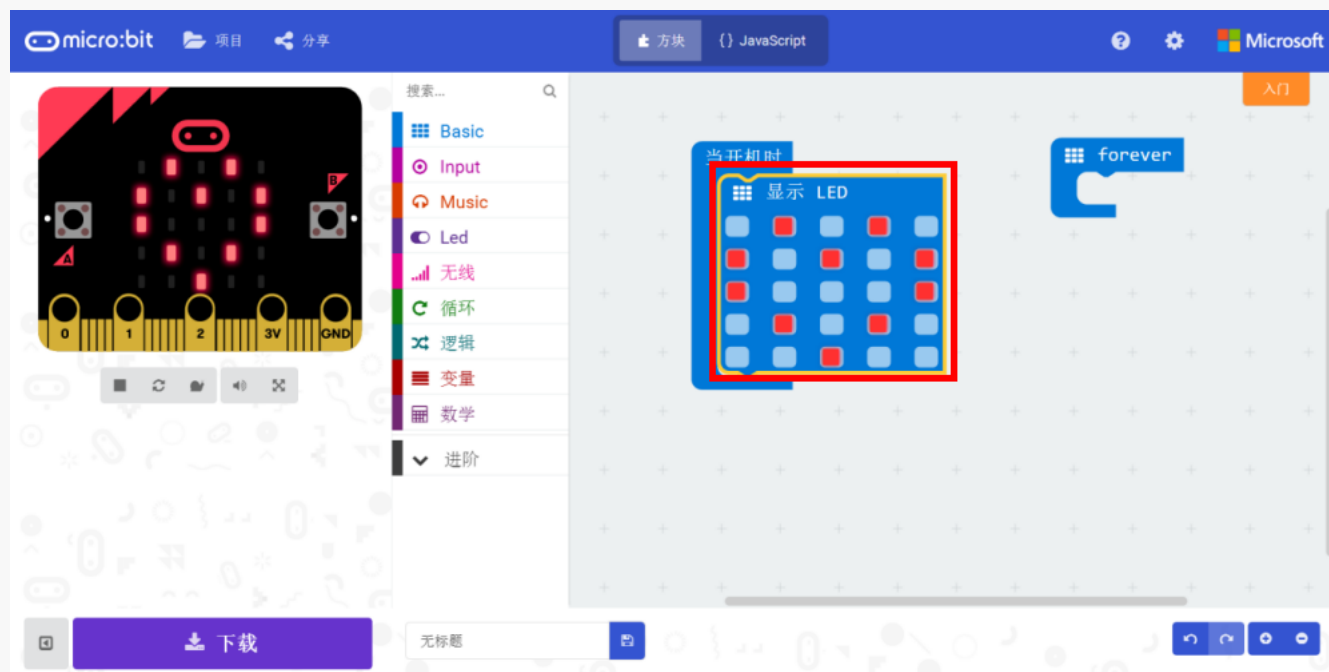 micro:bit 项目 分享 方块 {} JavaScript Microsoft
入门
搜索...
Basic
Input
Music
Led
无线
循环
逻辑
变量
数学
进阶
当开机时
显示 LED
forever
A
B
0 1 2 3V GND
下载
无标题